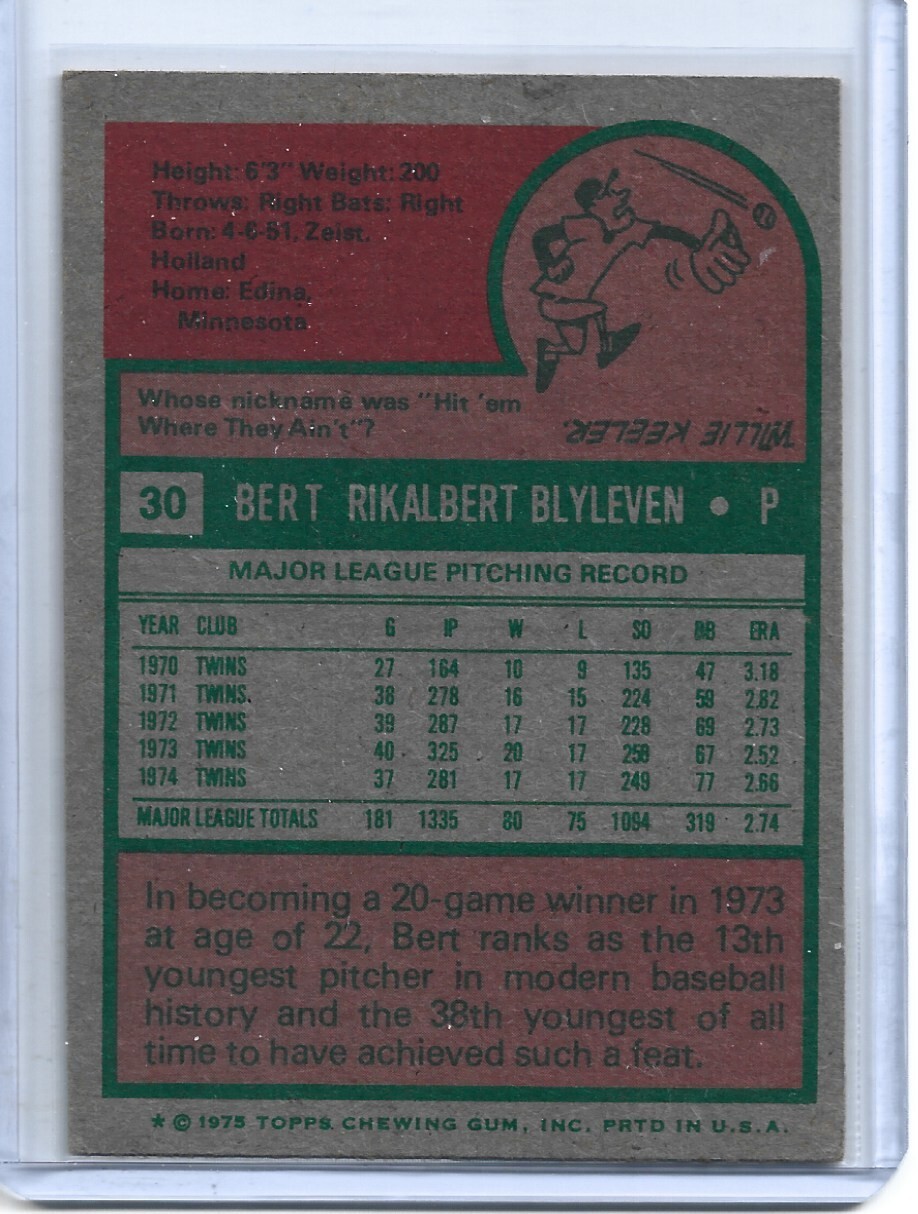 Height: 6'3" Weight: 200
Throws: Right Bats: Right
Born: 4-6-51, Zeist,
Holland
Home: Edina,
Minnesota
Whose nickname was "Hit 'em
Where They Ain't"?
WILLIE KEELER.
30 BERT RIKALBERT BLYLEVEN • P
MAJOR LEAGUE PITCHING RECORD
YEAR CLUB G IP W L SO BB ERA
1970 TWINS 27 164 10 9 135 47 3.18
1971 TWINS. 38 278 16 15 224 59 2.82
1972 TWINS 39 287 17 17 228 69 2.73
1973 TWINS 40 325 20 17 258 67 2.52
1974 TWINS 37 281 17 17 249 77 2.66
MAJOR LEAGUE TOTALS 181 1335 80 75 1094 319 2.74
In becoming a 20-game winner in 1973
at age of 22, Bert ranks as the 13th
youngest pitcher in modern baseball
history and the 38th youngest of all
time to have achieved such a feat.
* © 1975 TOPPS CHEWING GUM, INC. PRTD IN U.S.A.